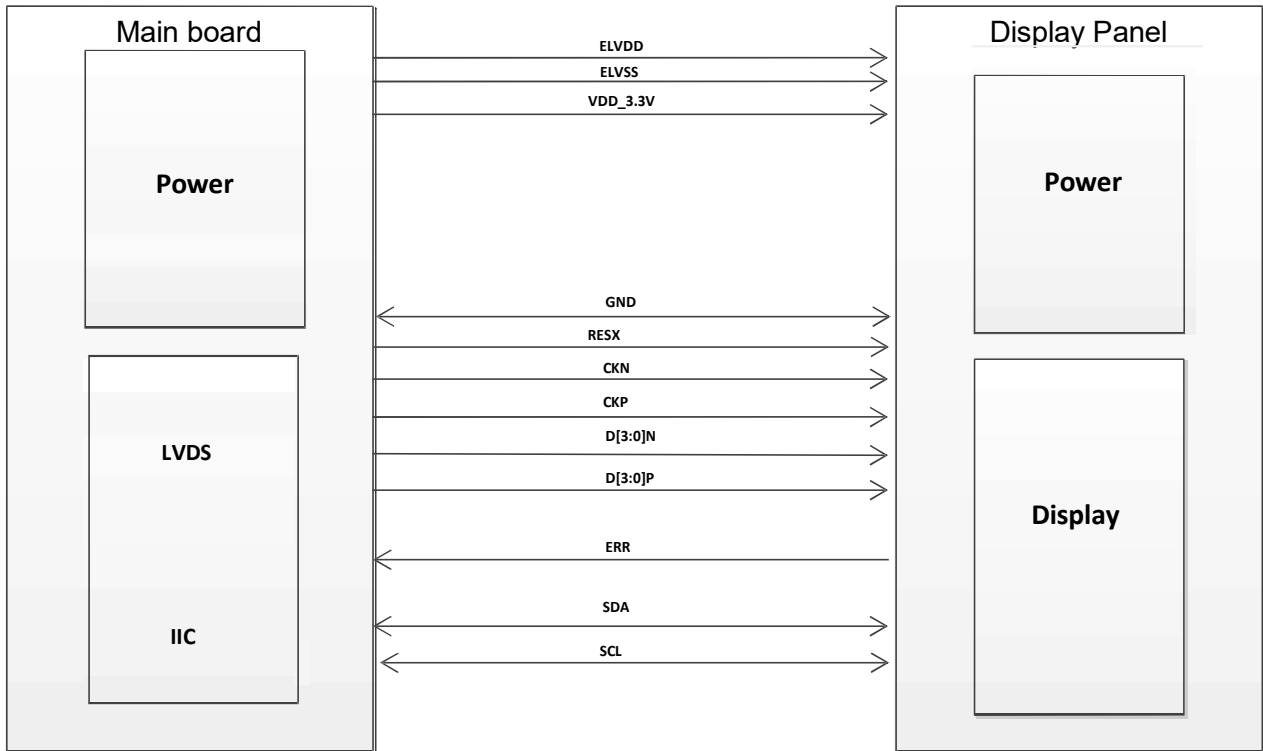 Main board
Display Panel
ELVDD
ELVSS
VDD_3.3V
Power
Power
GND
RESX
CKN
CKP
D[3:0]N
LVDS
D[3:0]P
Display
ERR
SDA
IIC
SCL